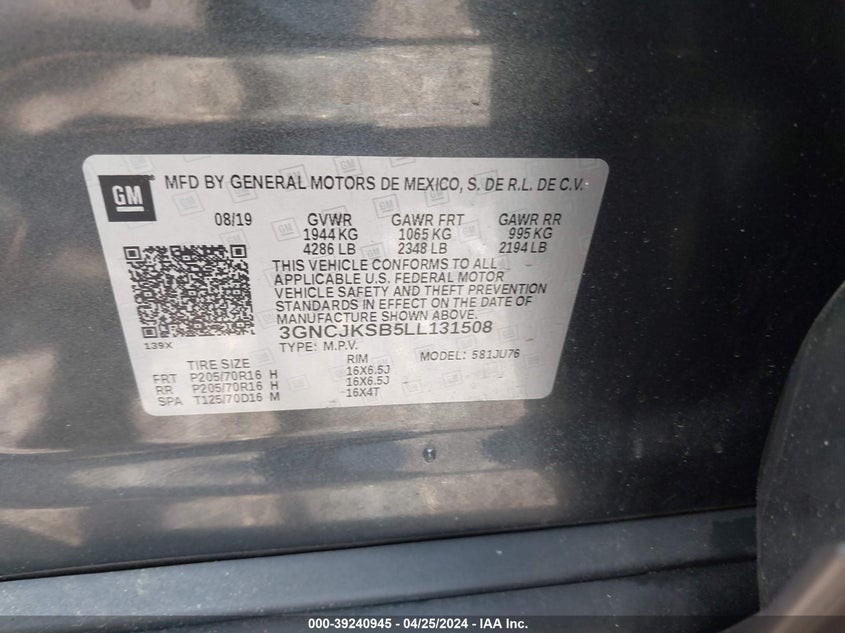 GM
MFD BY GENERAL MOTORS DE MEXICO, S. DE R.L. DE C.V.
08/19 GVWR GAWR FRT GAWR RR
1944 KG 1065 KG 995 KG
4286 LB 2348 LB 2194 LB
THIS VEHICLE CONFORMS TO ALL
APPLICABLE U.S. FEDERAL MOTOR
VEHICLE SAFETY AND THEFT PREVENTION
STANDARDS IN EFFECT ON THE DATE OF
MANUFACTURE SHOWN ABOVE.
3GNCJKSB5LL131508
139X
TYPE: M.P.V. MODEL: 581JU76
TIRE SIZE RIM
FRT P205/70R16 H 16X6.5J
RR P205/70R16 H 16X6.5J
SPA T125/70D16 M 16X4T
000-39240945 - 04/25/2024 - IAA Inc.